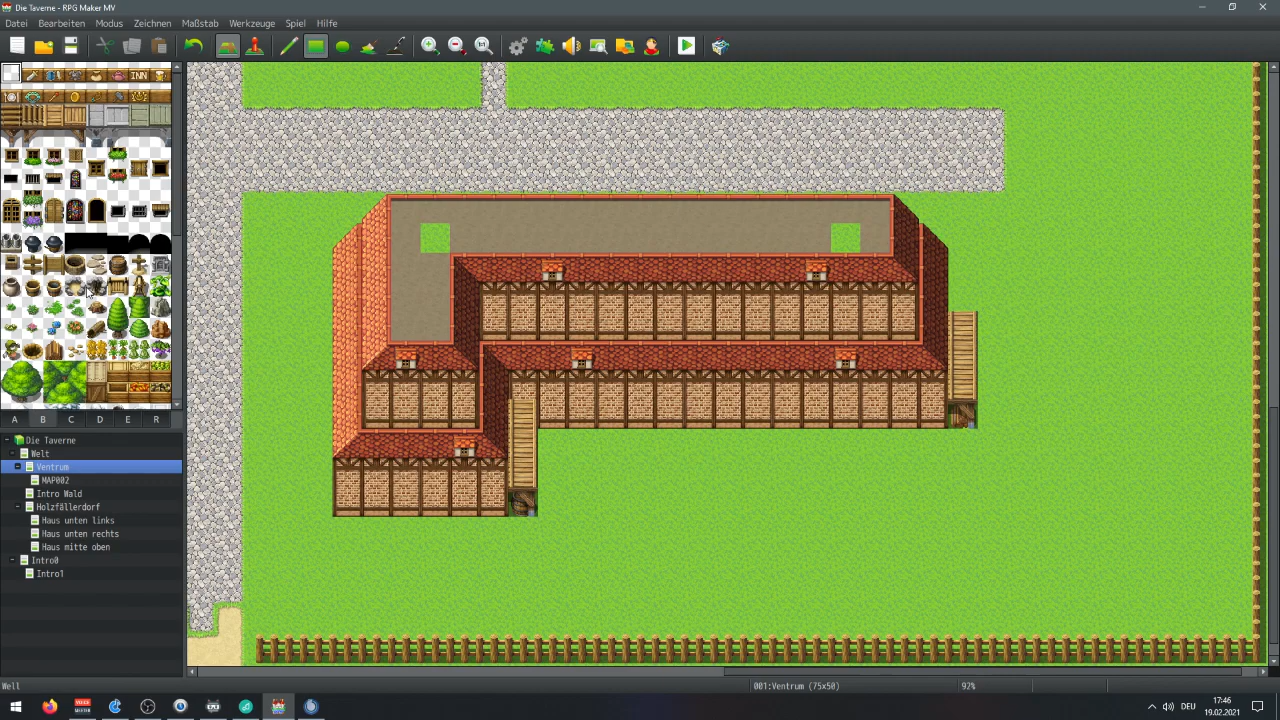 Die Taverne - RPG Maker MV
Datei Bearbeiten Modus Zeichnen Maßstab Werkzeuge Spiel Hilfe
INN
A B C D E R
Die Taverne
Welt
Ventrum
MAP002
Intro Wald
Holzfällerdorf
Haus unten links
Haus unten rechts
Haus mitte oben
Intro0
Intro1
Well 001:Ventrum (75x50) 92%
DEU 17:46
19.02.2021